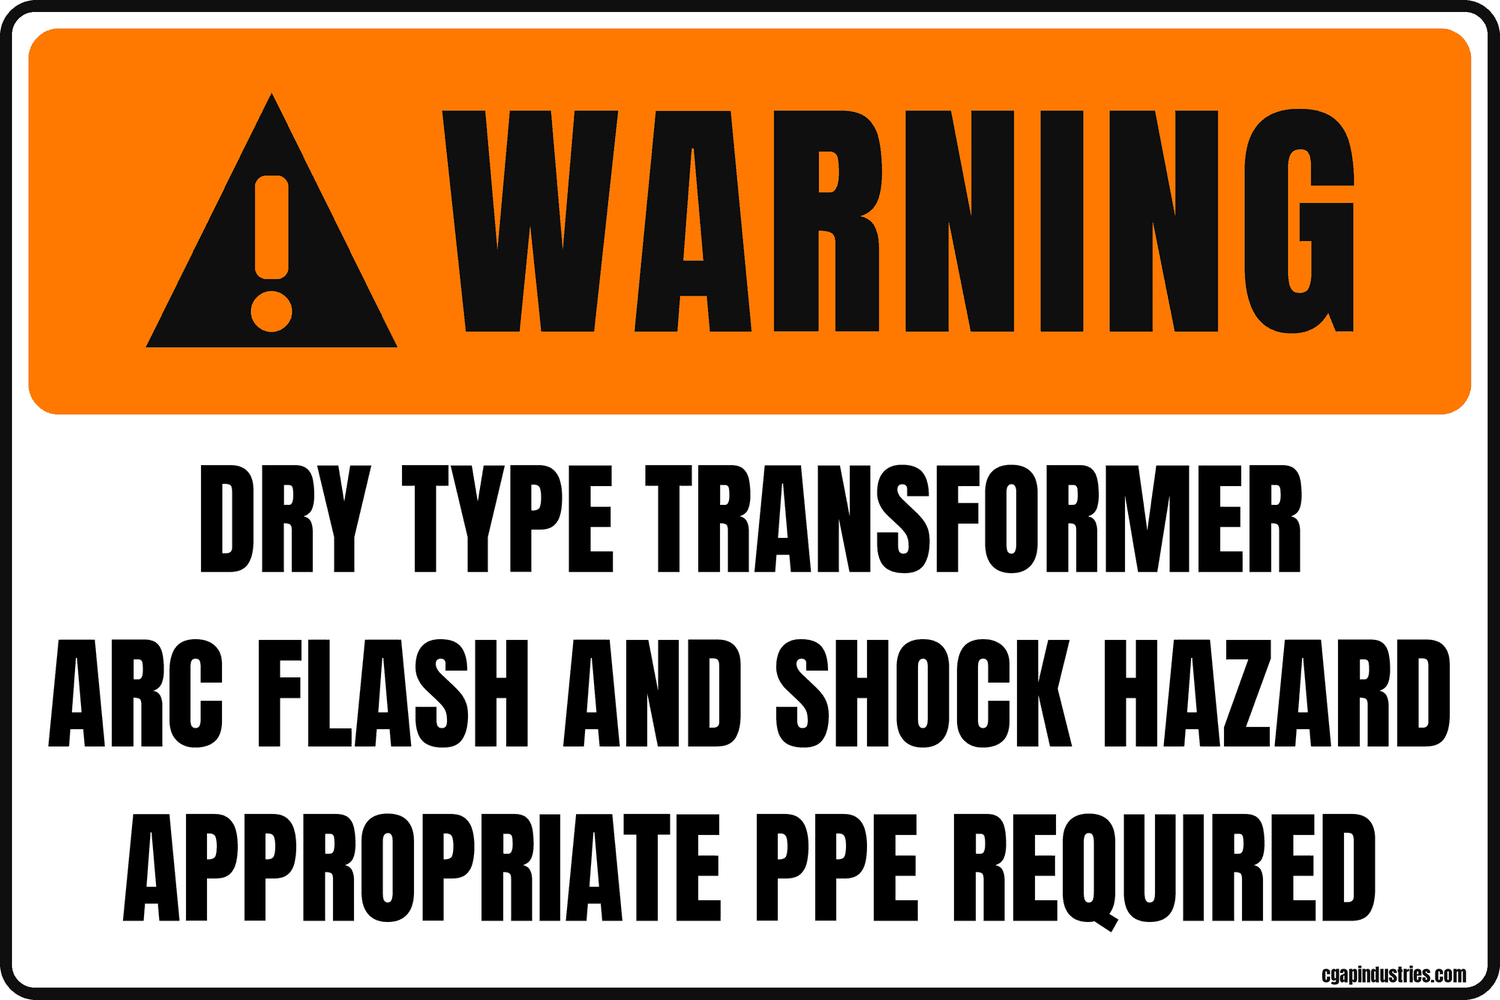 WARNING
DRY TYPE TRANSFORMER
ARC FLASH AND SHOCK HAZARD
APPROPRIATE PPE REQUIRED
cgapindustries.com